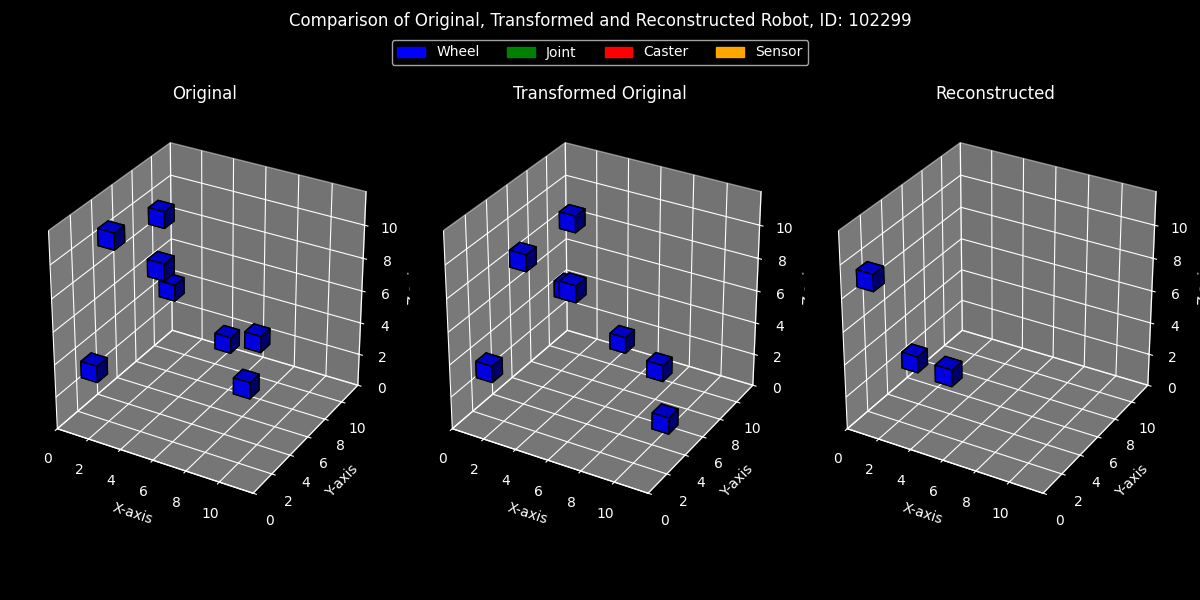 Comparison of Original, Transformed and Reconstructed Robot, ID: 102299
Wheel Joint Caster Sensor
Original Transformed Original Reconstructed
10 10 10
8 8 8
6 6 6
4 4 4
2 2 2
0 0 0
10 10 10
8 8 8
6 6 6
4 4 4
2 2 2
0 0 0
0 2 4 6 8 10 0 2 4 6 8 10 0 2 4 6 8 10
X-axis Y-axis X-axis Y-axis X-axis Y-axis